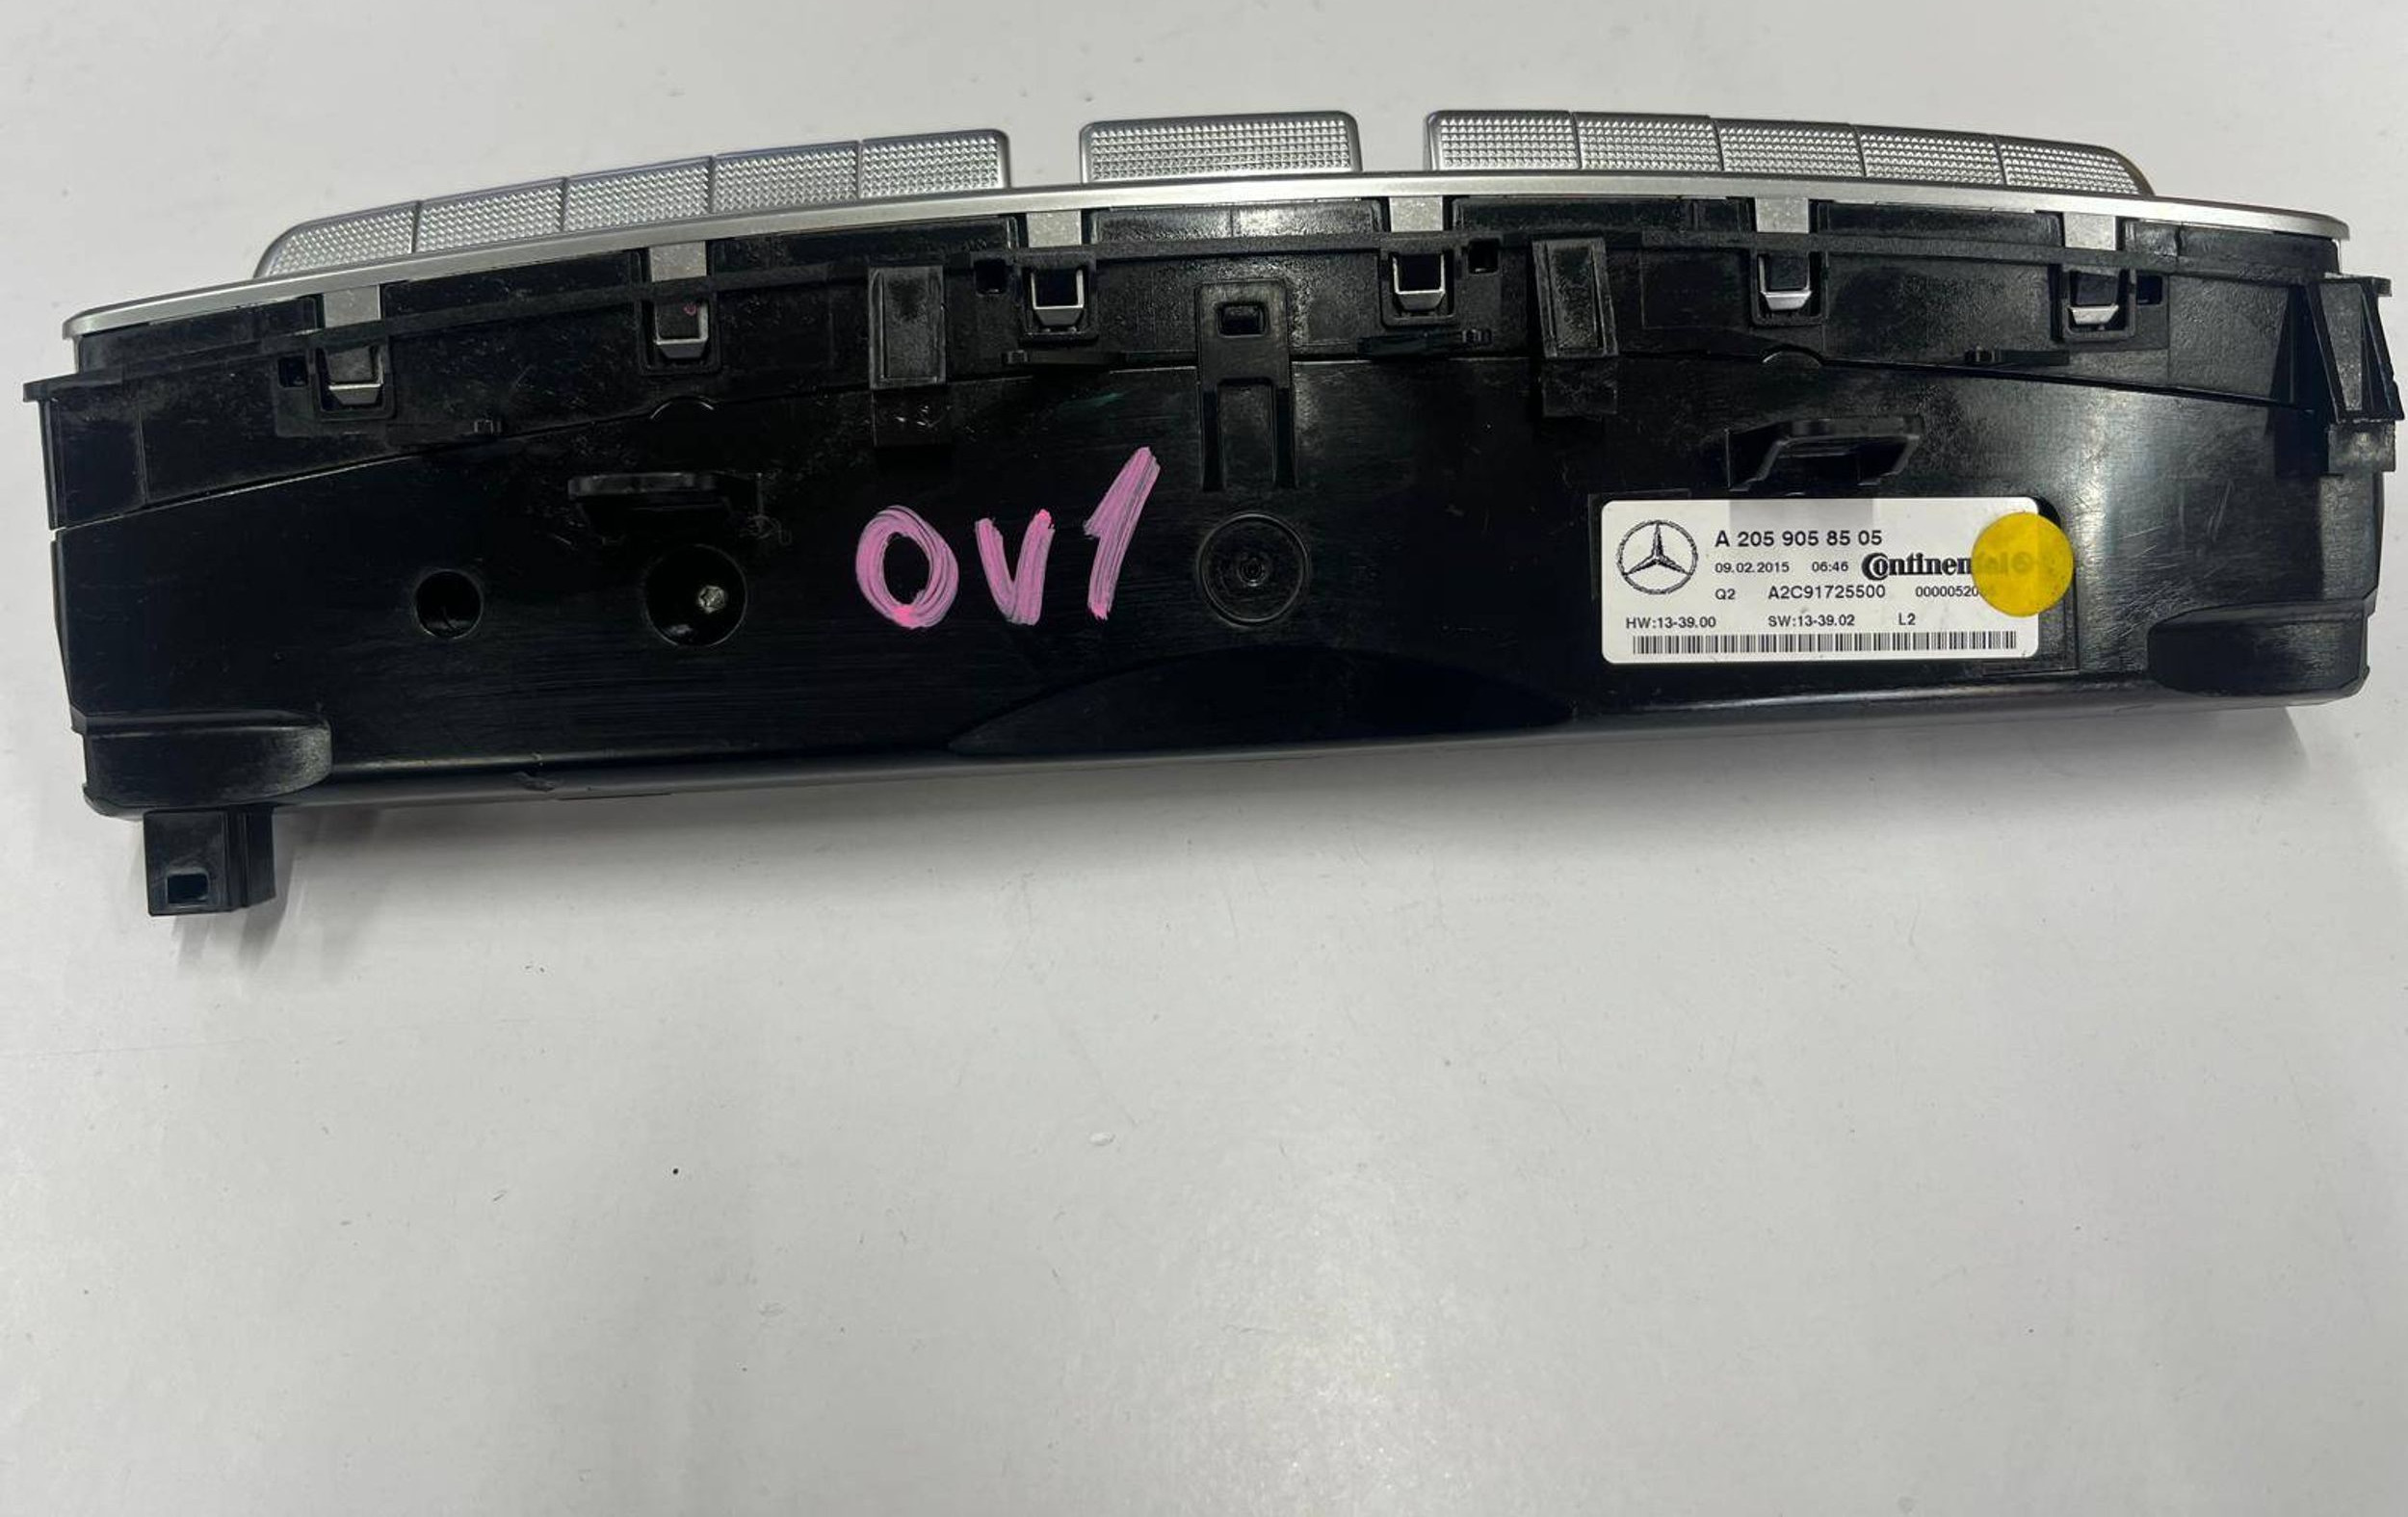 OV1
A 205 905 85 05
09.02.2015 06:46 Continental
Q2 A2C91725500
HW:13-39.00 SW:13-39.02 L2